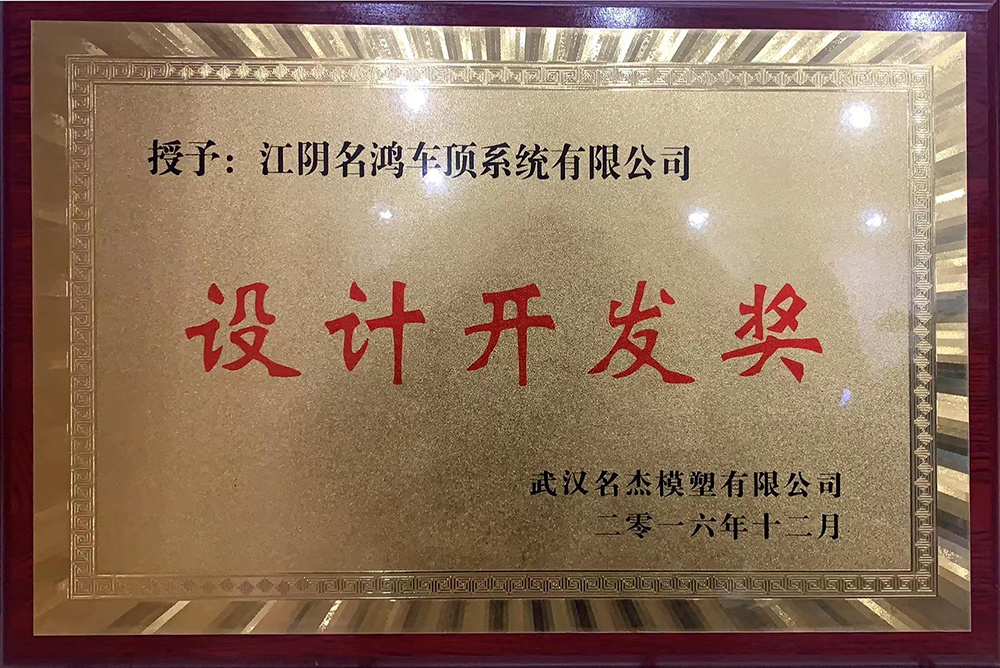 授予：江阴名鸿车顶系统有限公司
设计开发奖
武汉名杰模塑有限公司
二零一六年十二月